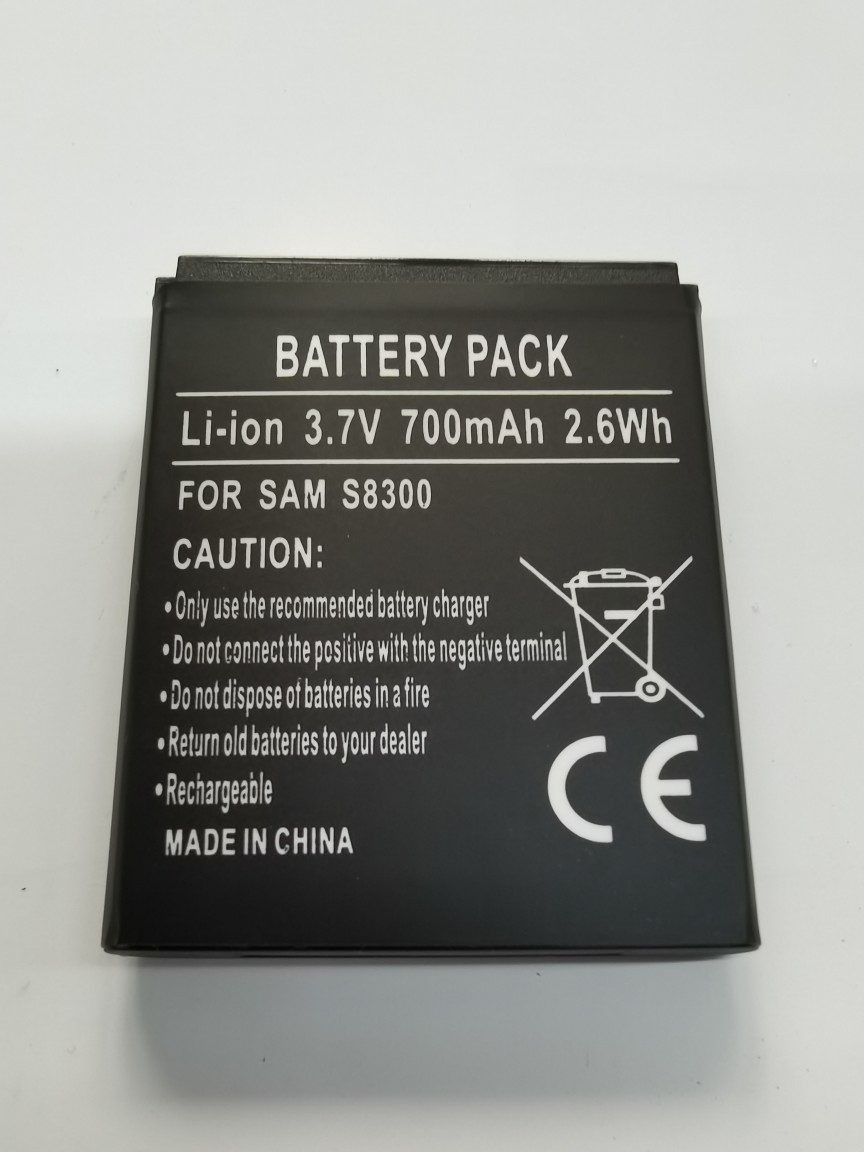 BATTERY PACK
Li-ion 3.7V 700mAh 2.6Wh
FOR SAM S8300
CAUTION:
•Only use the recommended battery charger
•Do not connect the positive with the negative terminal
•Do not dispose of batteries in a fire
•Return old batteries to your dealer
•Rechargeable
MADE IN CHINA
CE